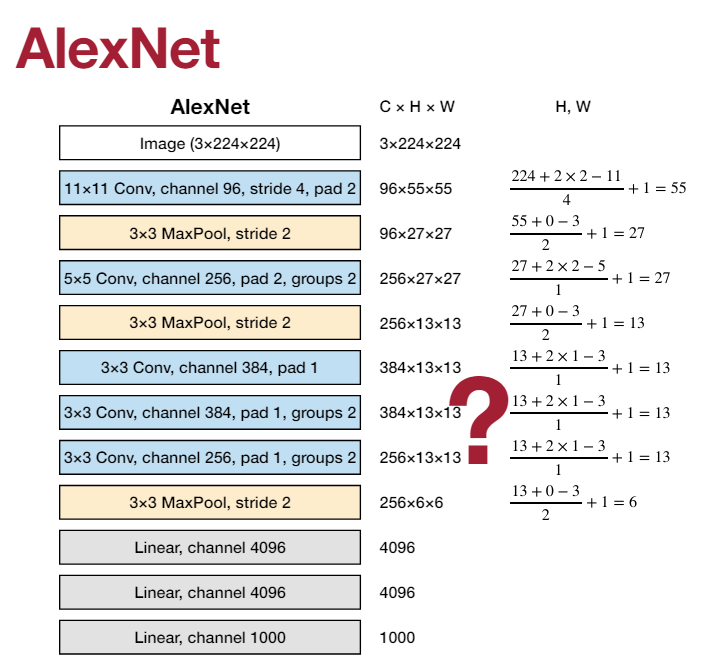 AlexNet
AlexNet C × H × W H, W
Image (3×224×224) 3×224×224
11×11 Conv, channel 96, stride 4, pad 2 96×55×55 (224 + 2 × 2 − 11)/4 + 1 = 55
3×3 MaxPool, stride 2 96×27×27 (55 + 0 − 3)/2 + 1 = 27
5×5 Conv, channel 256, pad 2, groups 2 256×27×27 (27 + 2 × 2 − 5)/1 + 1 = 27
3×3 MaxPool, stride 2 256×13×13 (27 + 0 − 3)/2 + 1 = 13
3×3 Conv, channel 384, pad 1 384×13×13 (13 + 2 × 1 − 3)/1 + 1 = 13
3×3 Conv, channel 384, pad 1, groups 2 384×13×13 (13 + 2 × 1 − 3)/1 + 1 = 13
?
3×3 Conv, channel 256, pad 1, groups 2 256×13×13 (13 + 2 × 1 − 3)/1 + 1 = 13
3×3 MaxPool, stride 2 256×6×6 (13 + 0 − 3)/2 + 1 = 6
Linear, channel 4096 4096
Linear, channel 4096 4096
Linear, channel 1000 1000